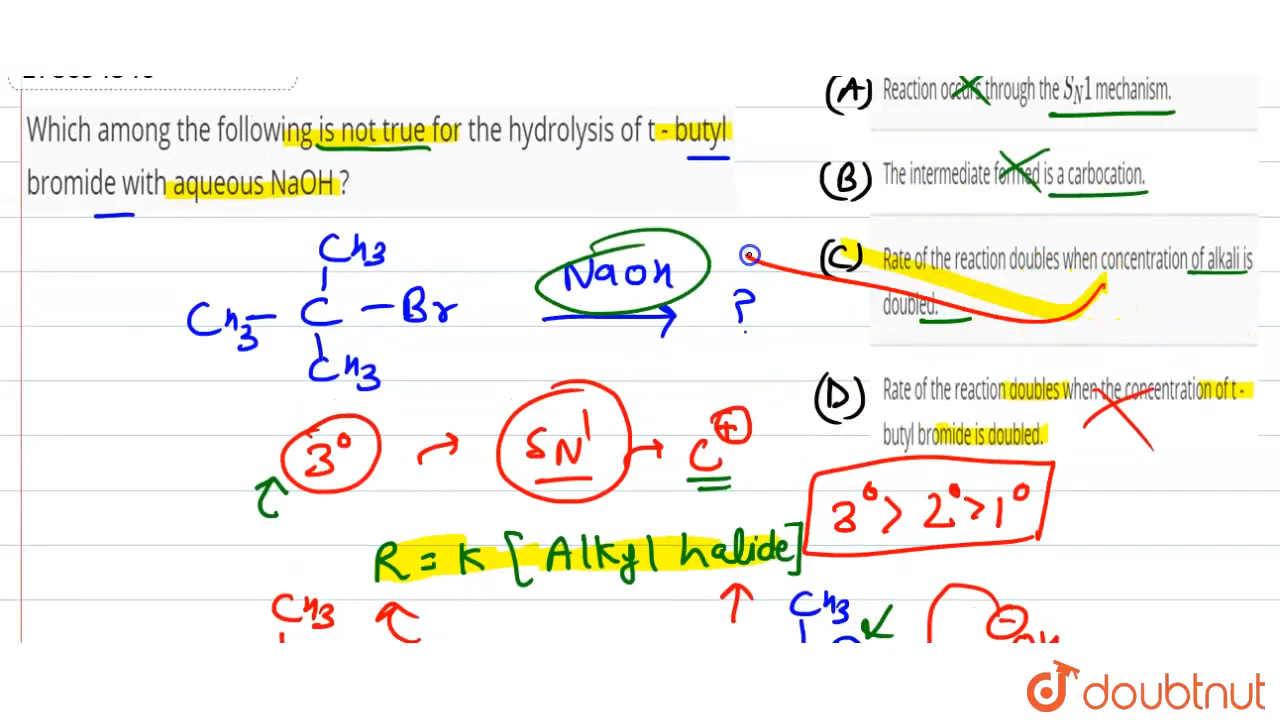 (A) Reaction occurs through the S_N1 mechanism.
Which among the following is not true for the hydrolysis of t - butyl
bromide with aqueous NaOH ?
(B) The intermediate formed is a carbocation.
(C) Rate of the reaction doubles when concentration of alkali is
doubled.
CH3
CH3 - C - Br NaOH ?
CH3
(D) Rate of the reaction doubles when the concentration of t -
butyl bromide is doubled.
3° → SN1 → C+
3° > 2° > 1°
R = K [Alkyl halide]
CH3
CH3
doubtnut